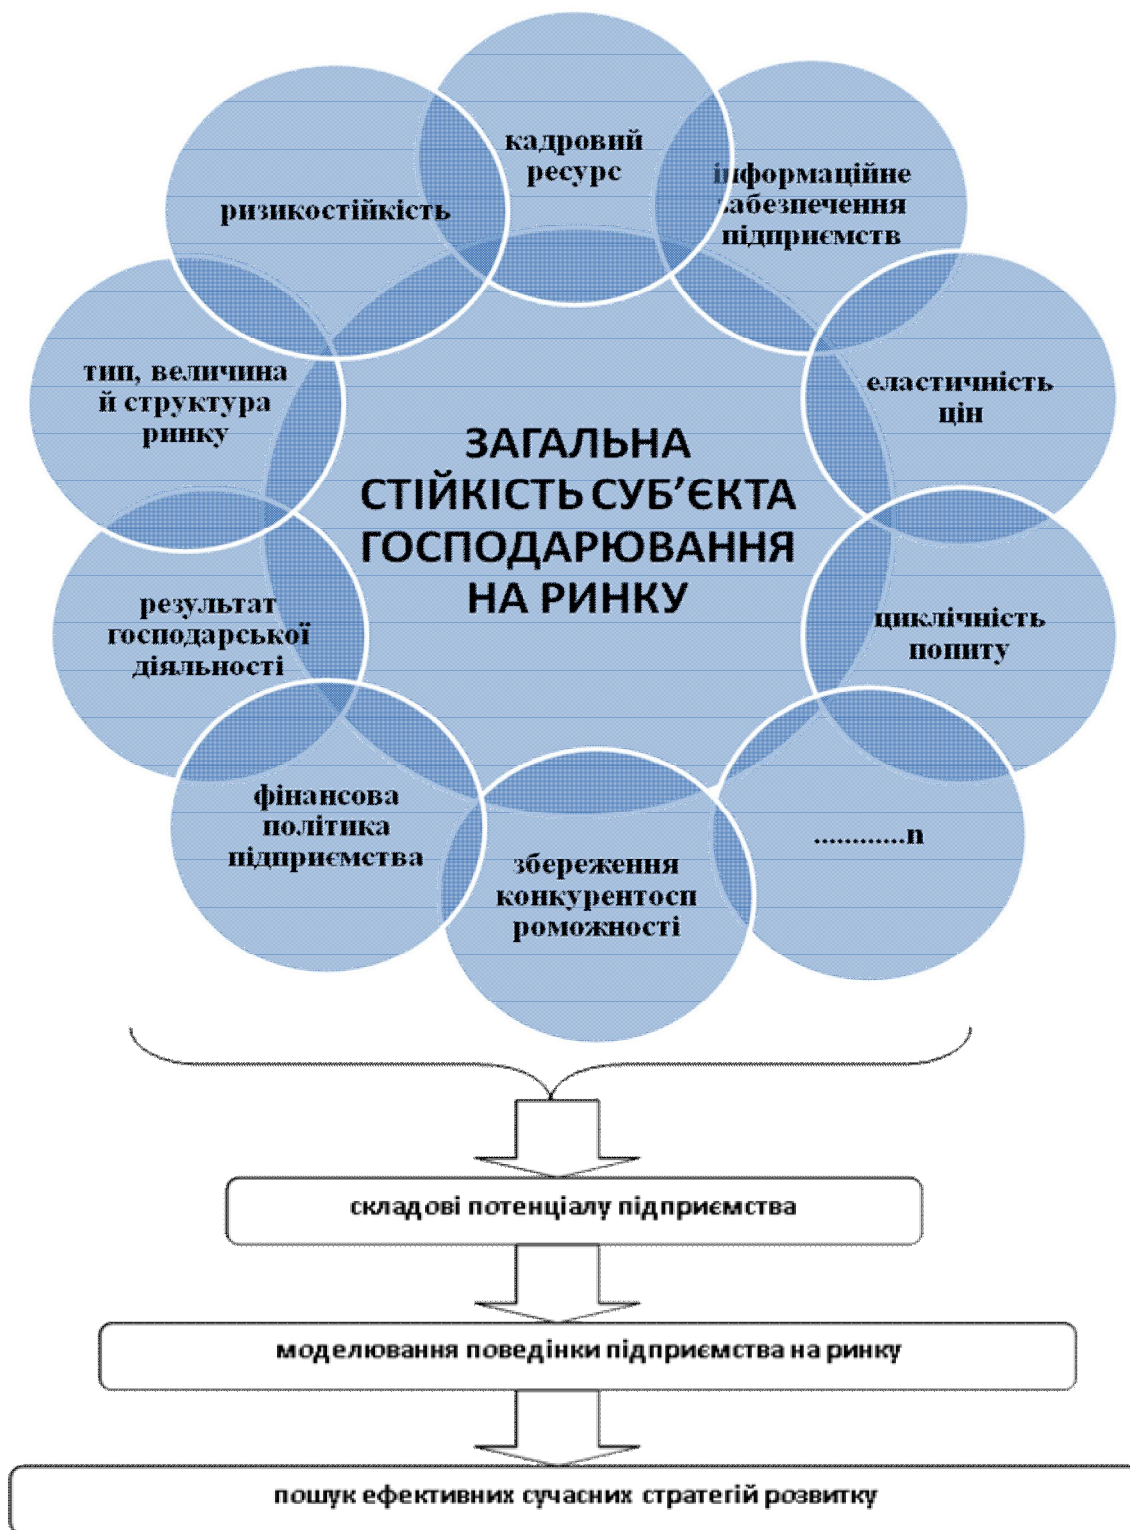 кадровий
ресурс
інформаційне
забезпечення
підприємств
еластичність
цін
циклічність
попиту
............n
збереження
конкурентосп
роможності
фінансова
політика
підприємства
результат
господарської
діяльності
тип, величина
й структура
ринку
ризикостійкість
ЗАГАЛЬНА
СТІЙКІСТЬ СУБ’ЄКТА
ГОСПОДАРЮВАННЯ
НА РИНКУ
складові потенціалу підприємства
моделювання поведінки підприємства на ринку
пошук ефективних сучасних стратегій розвитку